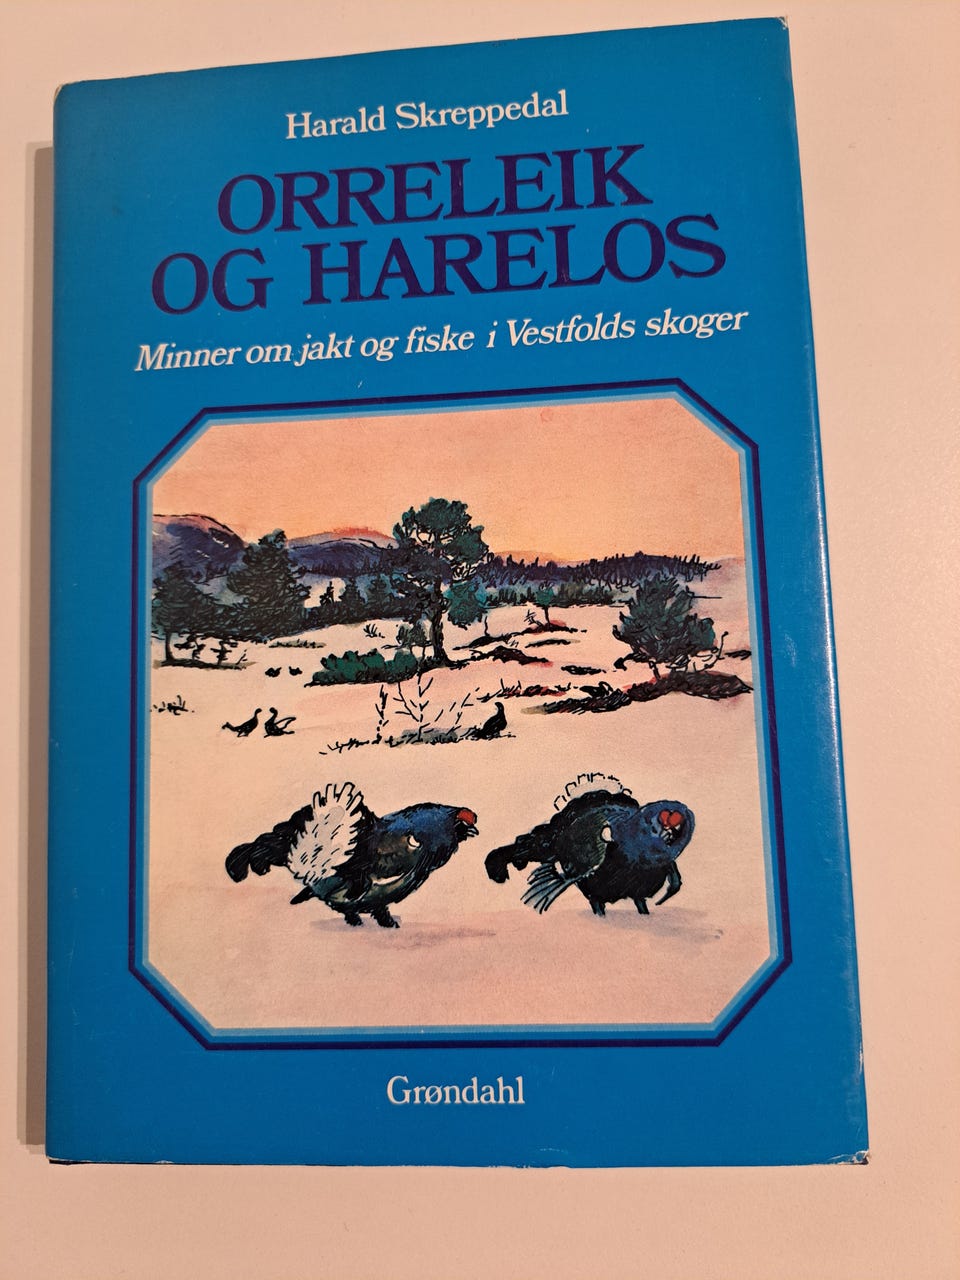 Harald Skreppedal
ORRELEIK
OG HARELOS
Minner om jakt og fiske i Vestfolds skoger
Grøndahl